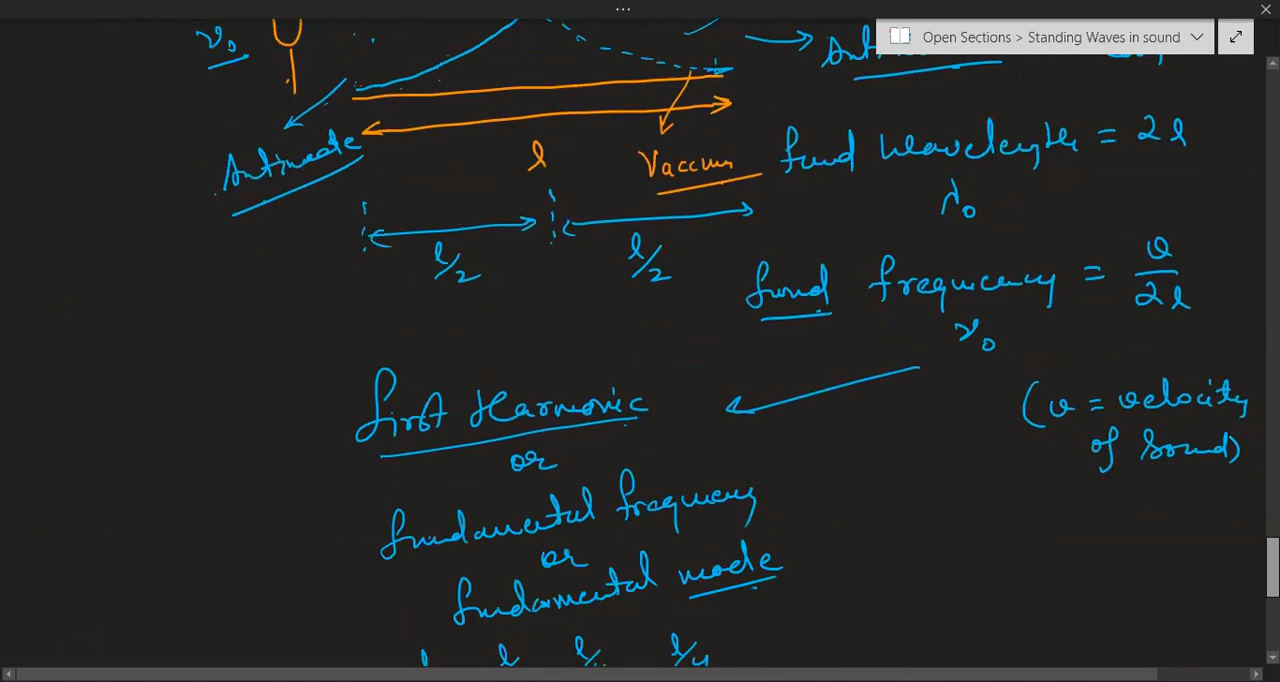 ...
Open Sections > Standing Waves in sound
ν₀
Antinode
l
Vaccum
fund wavelength = 2l
λ₀
l/2
l/2
fund frequency = v/2l
ν₀
First Harmonic
(v = velocity
of Sound)
or
fundamental frequency
or
fundamental mode